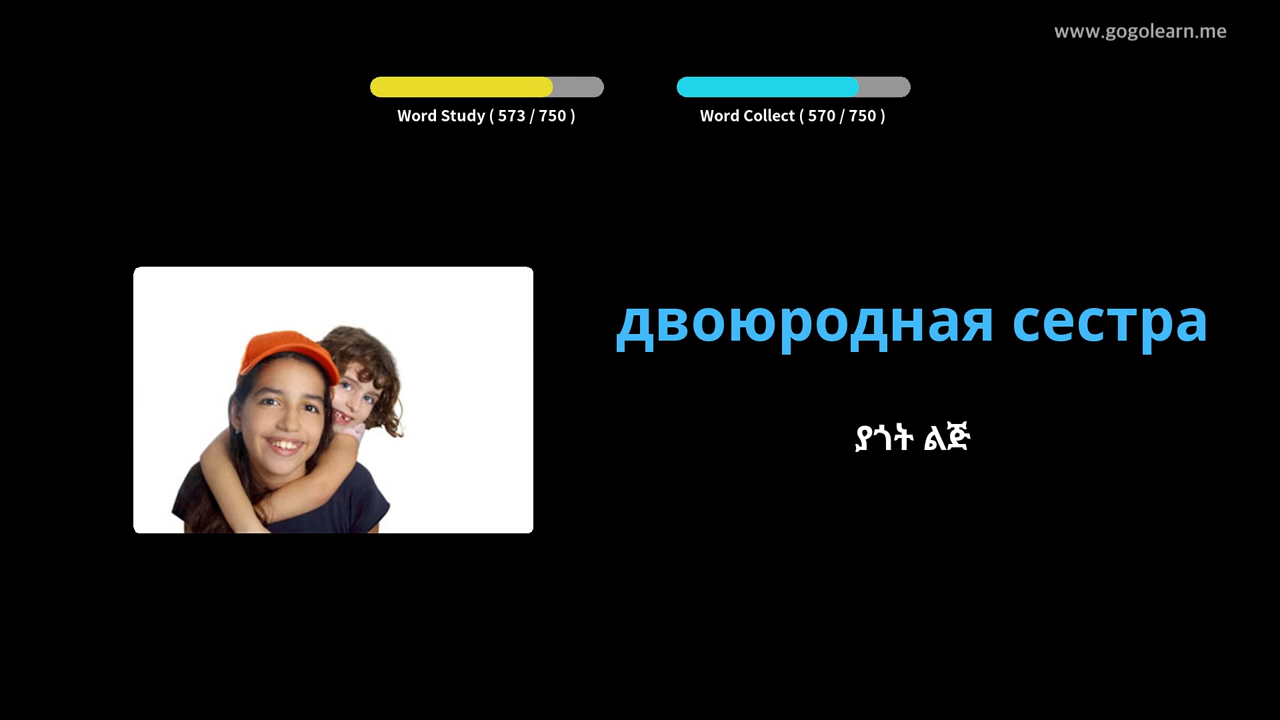 www.gogolearn.me
Word Study ( 573 / 750 )
Word Collect ( 570 / 750 )
двоюродная сестра
ያጎት ልጅ